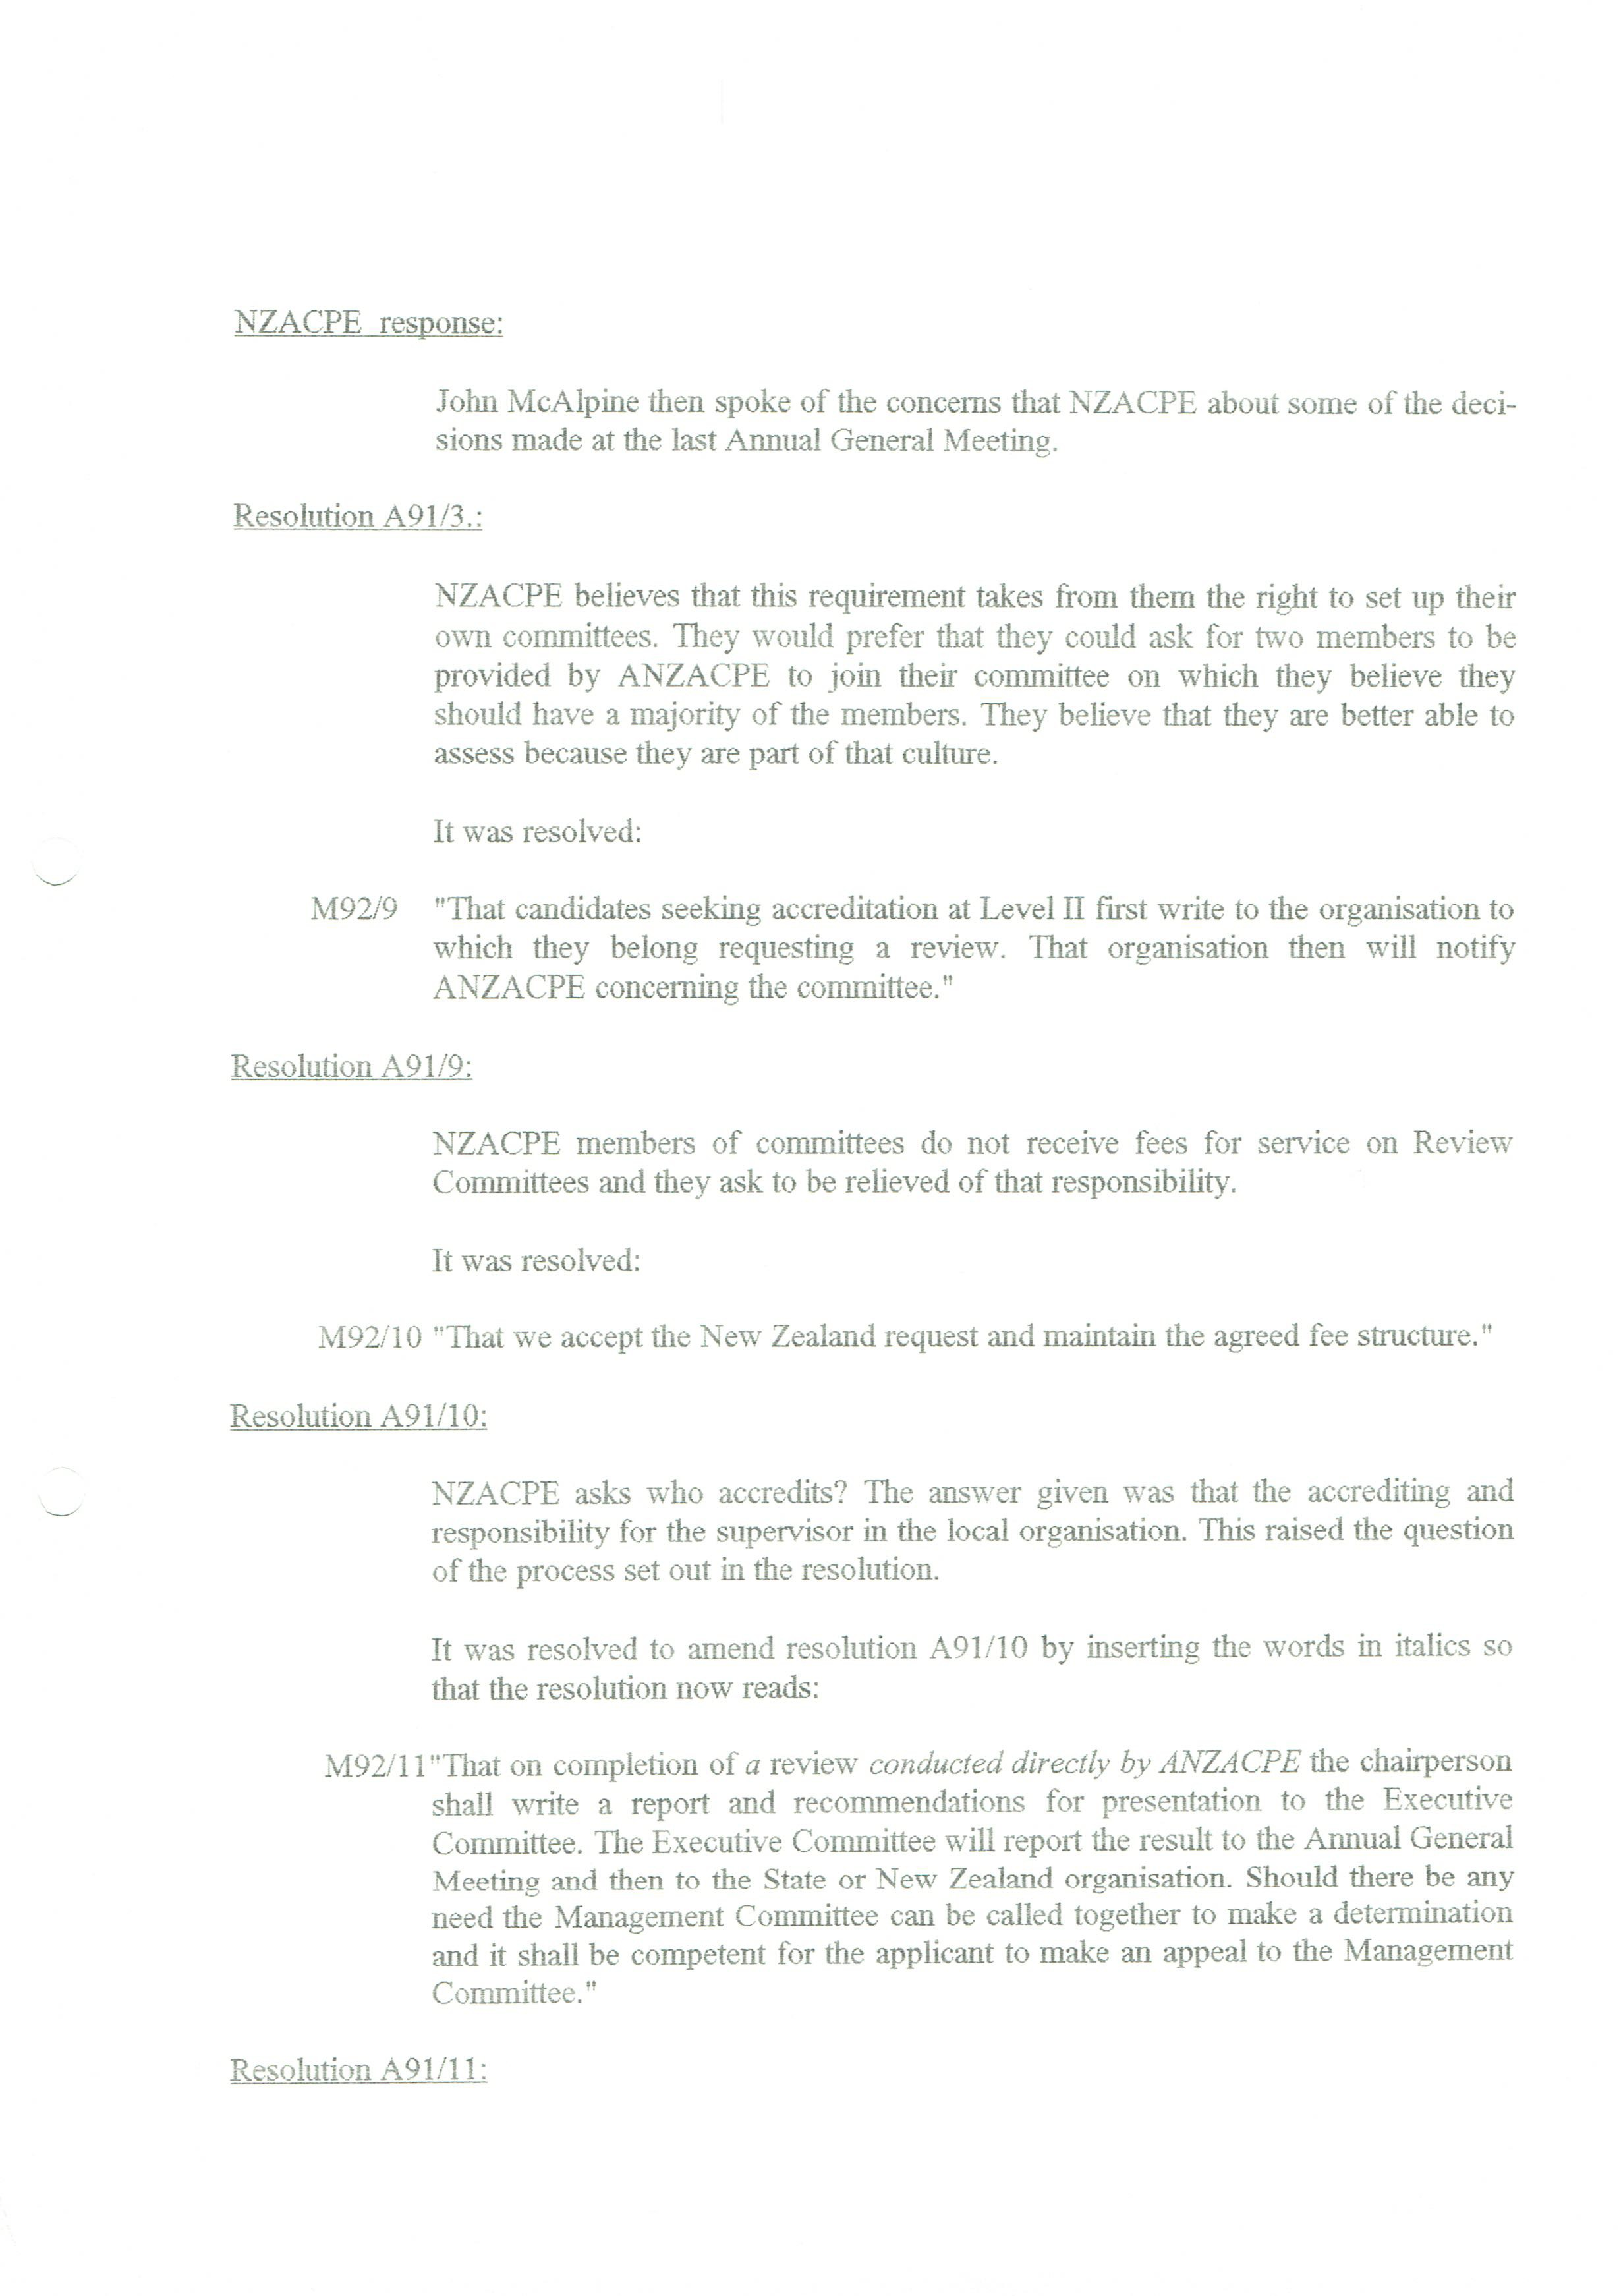 NZACPE response:
John McAlpine then spoke of the concerns that NZACPE about some of the deci-
sions made at the last Annual General Meeting.
Resolution A91/3.:
NZACPE believes that this requirement takes from them the right to set up their
own committees. They would prefer that they could ask for two members to be
provided by ANZACPE to join their committee on which they believe they
should have a majority of the members. They believe that they are better able to
assess because they are part of that culture.
It was resolved:
M92/9 "That candidates seeking accreditation at Level II first write to the organisation to
which they belong requesting a review. That organisation then will notify
ANZACPE concerning the committee."
Resolution A91/9:
NZACPE members of committees do not receive fees for service on Review
Committees and they ask to be relieved of that responsibility.
It was resolved:
M92/10 "That we accept the New Zealand request and maintain the agreed fee structure."
Resolution A91/10:
NZACPE asks who accredits? The answer given was that the accrediting and
responsibility for the supervisor in the local organisation. This raised the question
of the process set out in the resolution.
It was resolved to amend resolution A91/10 by inserting the words in italics so
that the resolution now reads:
M92/11"That on completion of a review conducted directly by ANZACPE the chairperson
shall write a report and recommendations for presentation to the Executive
Committee. The Executive Committee will report the result to the Annual General
Meeting and then to the State or New Zealand organisation. Should there be any
need the Management Committee can be called together to make a determination
and it shall be competent for the applicant to make an appeal to the Management
Committee."
Resolution A91/11: